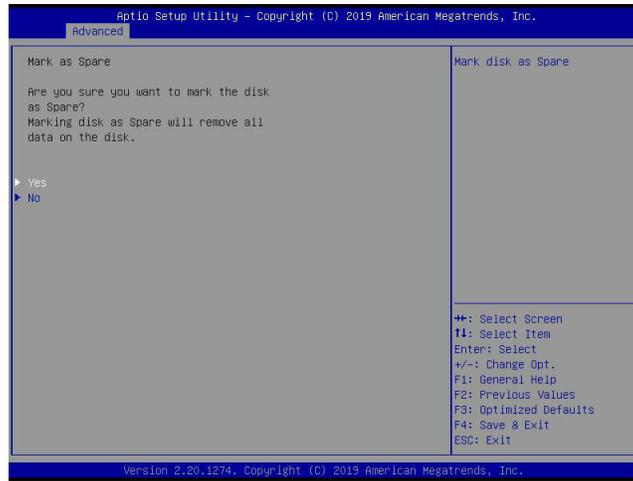 Aptio Setup Utility – Copyright (C) 2019 American Megatrends, Inc.
Advanced
Mark as Spare
Mark disk as Spare
Are you sure you want to mark the disk
as Spare?
Marking disk as Spare will remove all
data on the disk.
Yes
No
→←: Select Screen
↑↓: Select Item
Enter: Select
+/-: Change Opt.
F1: General Help
F2: Previous Values
F3: Optimized Defaults
F4: Save & Exit
ESC: Exit
Version 2.20.1274. Copyright (C) 2019 American Megatrends, Inc.